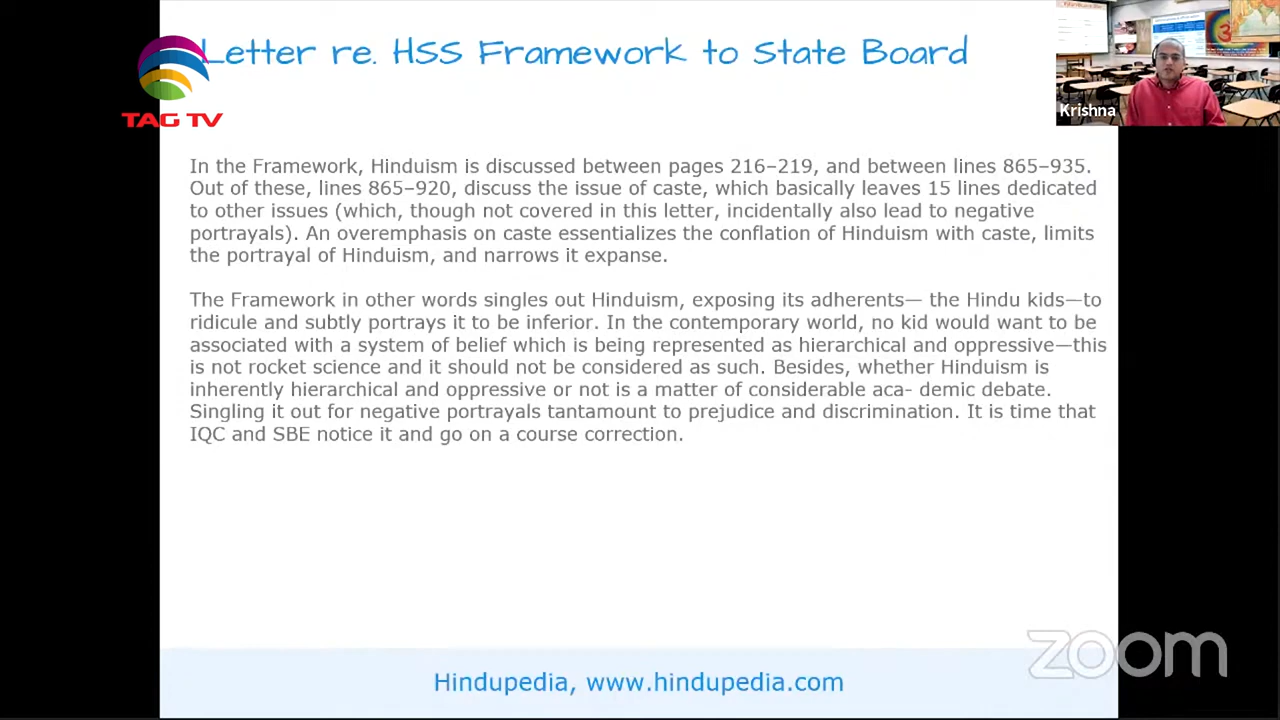 Letter re. HSS Framework to State Board
TAG TV
Krishna
In the Framework, Hinduism is discussed between pages 216–219, and between lines 865–935.
Out of these, lines 865–920, discuss the issue of caste, which basically leaves 15 lines dedicated
to other issues (which, though not covered in this letter, incidentally also lead to negative
portrayals). An overemphasis on caste essentializes the conflation of Hinduism with caste, limits
the portrayal of Hinduism, and narrows it expanse.
The Framework in other words singles out Hinduism, exposing its adherents— the Hindu kids—to
ridicule and subtly portrays it to be inferior. In the contemporary world, no kid would want to be
associated with a system of belief which is being represented as hierarchical and oppressive—this
is not rocket science and it should not be considered as such. Besides, whether Hinduism is
inherently hierarchical and oppressive or not is a matter of considerable aca- demic debate.
Singling it out for negative portrayals tantamount to prejudice and discrimination. It is time that
IQC and SBE notice it and go on a course correction.
zoom
Hindupedia, www.hindupedia.com